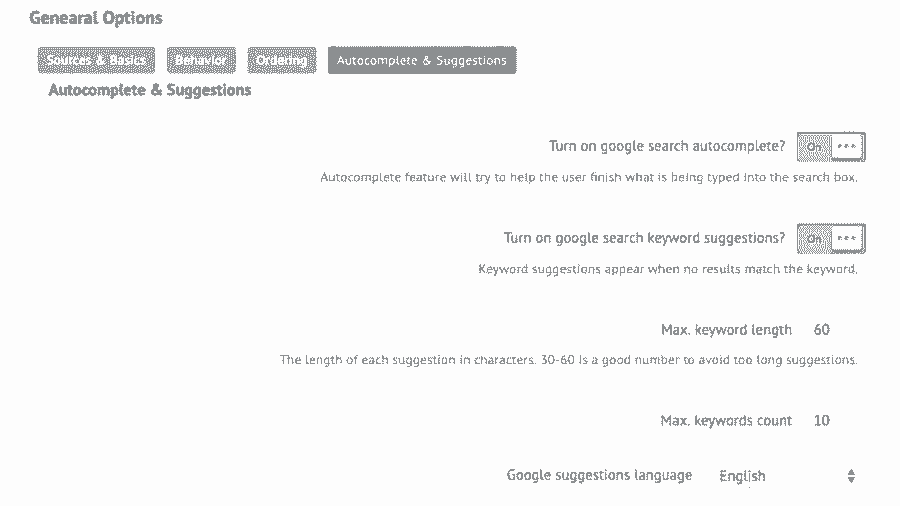 Genearal Options
Sources & Basics Behavior Ordering Autocomplete & Suggestions
Autocomplete & Suggestions
Turn on google search autocomplete? On
Autocomplete feature will try to help the user finish what is being typed into the search box.
Turn on google search keyword suggestions? On
Keyword suggestions appear when no results match the keyword.
Max. keyword length 60
The length of each suggestion in characters. 30-60 is a good number to avoid too long suggestions.
Max. keywords count 10
Google suggestions language English